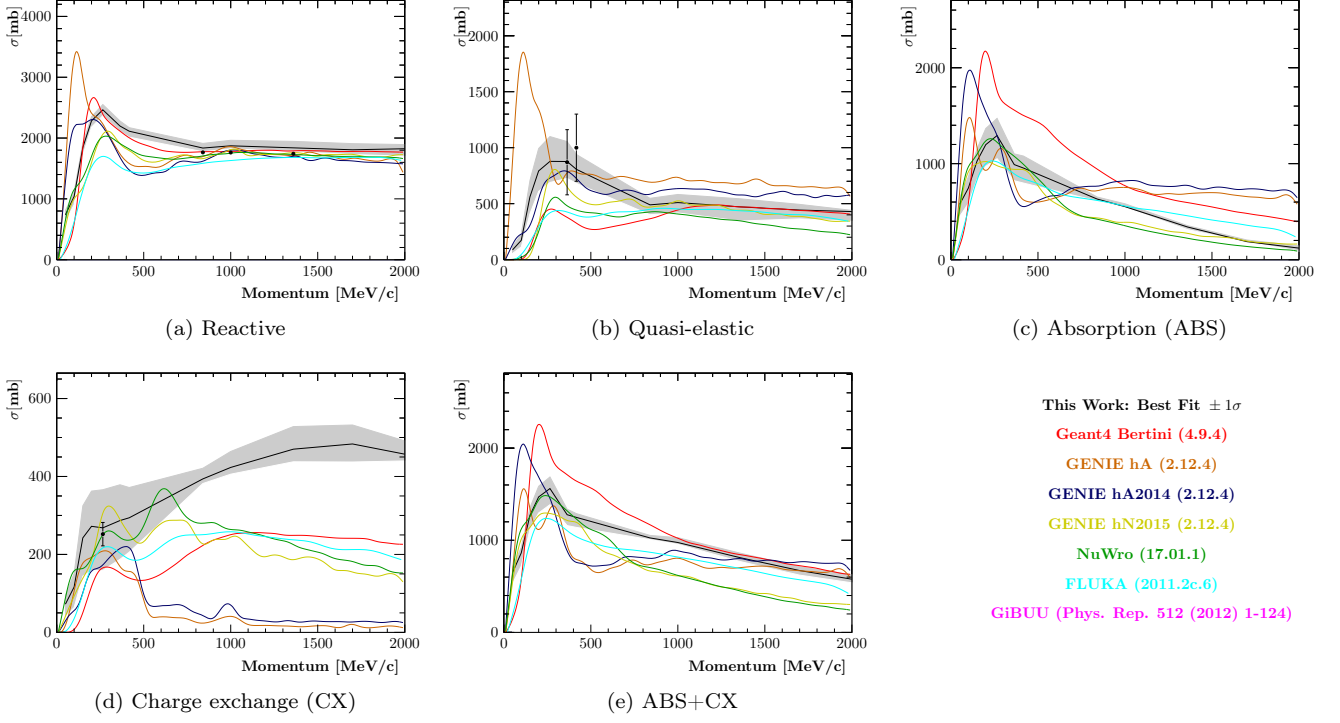 σ[mb]
4000
3000
2000
1000
0
0 500 1000 1500 2000
Momentum [MeV/c]
(a) Reactive
σ[mb]
2000
1500
1000
500
0
0 500 1000 1500 2000
Momentum [MeV/c]
(b) Quasi-elastic
σ[mb]
2000
1000
0
0 500 1000 1500 2000
Momentum [MeV/c]
(c) Absorption (ABS)
σ[mb]
600
400
200
0
0 500 1000 1500 2000
Momentum [MeV/c]
(d) Charge exchange (CX)
σ[mb]
2000
1000
0
0 500 1000 1500 2000
Momentum [MeV/c]
(e) ABS+CX
This Work: Best Fit ± 1σ
Geant4 Bertini (4.9.4)
GENIE hA (2.12.4)
GENIE hA2014 (2.12.4)
GENIE hN2015 (2.12.4)
NuWro (17.01.1)
FLUKA (2011.2c.6)
GiBUU (Phys. Rep. 512 (2012) 1-124)